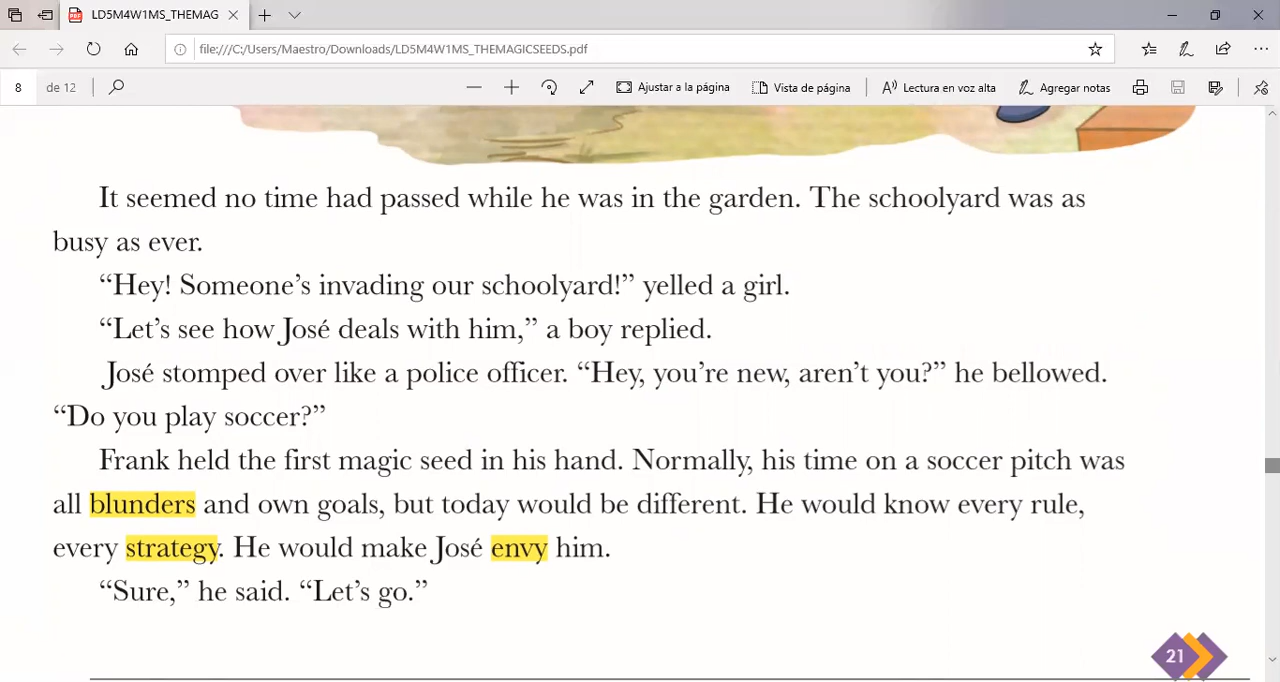 LD5M4W1MS_THEMAG
file:///C:/Users/Maestro/Downloads/LD5M4W1MS_THEMAGICSEEDS.pdf
8 de 12 Ajustar a la página Vista de página Lectura en voz alta Agregar notas
It seemed no time had passed while he was in the garden. The schoolyard was as
busy as ever.
“Hey! Someone’s invading our schoolyard!” yelled a girl.
“Let’s see how José deals with him,” a boy replied.
José stomped over like a police officer. “Hey, you’re new, aren’t you?” he bellowed.
“Do you play soccer?”
Frank held the first magic seed in his hand. Normally, his time on a soccer pitch was
all blunders and own goals, but today would be different. He would know every rule,
every strategy. He would make José envy him.
“Sure,” he said. “Let’s go.”
21